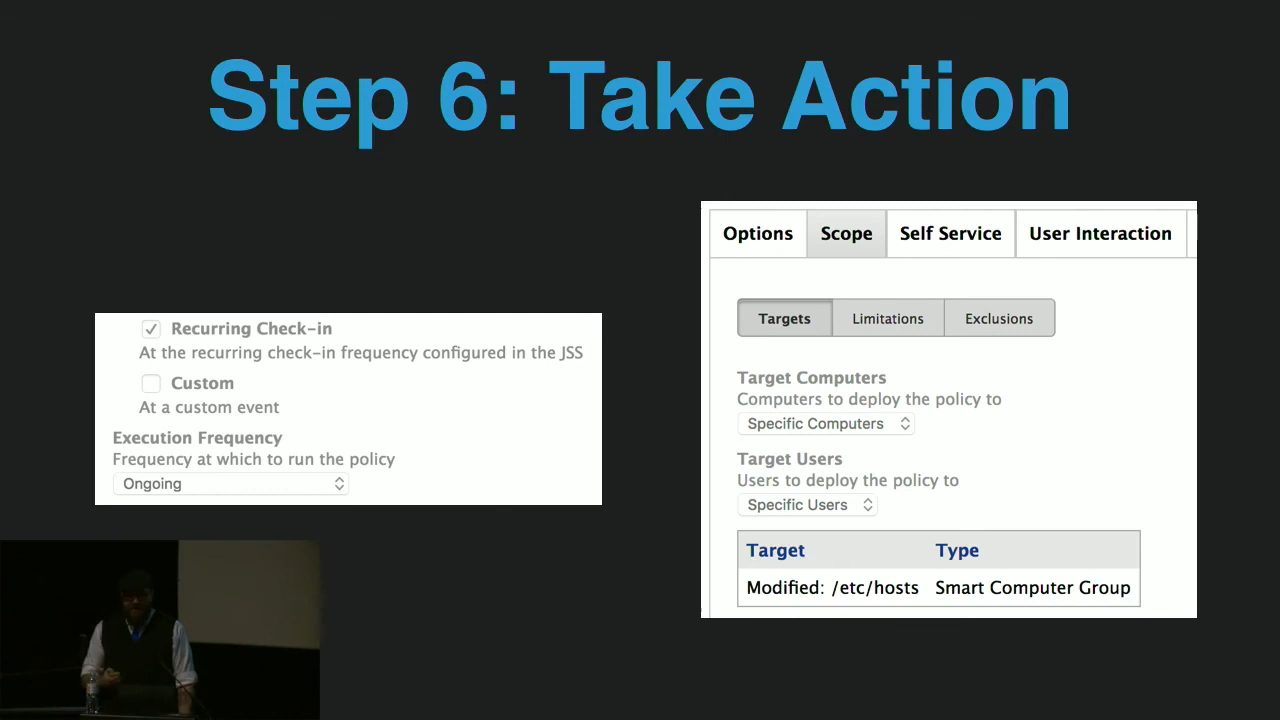 Step 6: Take Action
Recurring Check-in
At the recurring check-in frequency configured in the JSS
Custom
At a custom event
Execution Frequency
Frequency at which to run the policy
Ongoing
Options Scope Self Service User Interaction
Targets Limitations Exclusions
Target Computers
Computers to deploy the policy to
Specific Computers
Target Users
Users to deploy the policy to
Specific Users
Target Type
Modified: /etc/hosts Smart Computer Group